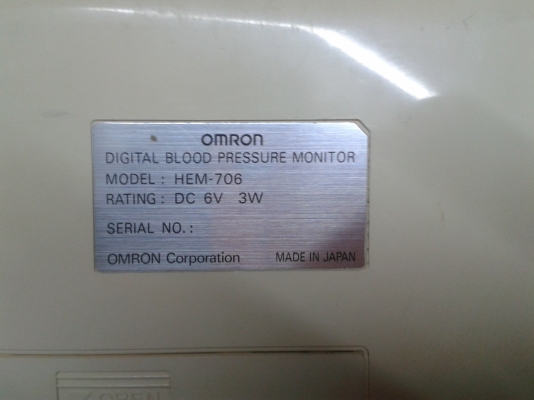 OMRON
DIGITAL BLOOD PRESSURE MONITOR
MODEL : HEM-706
RATING : DC 6V 3W
SERIAL NO. :
OMRON Corporation MADE IN JAPAN
OPEN